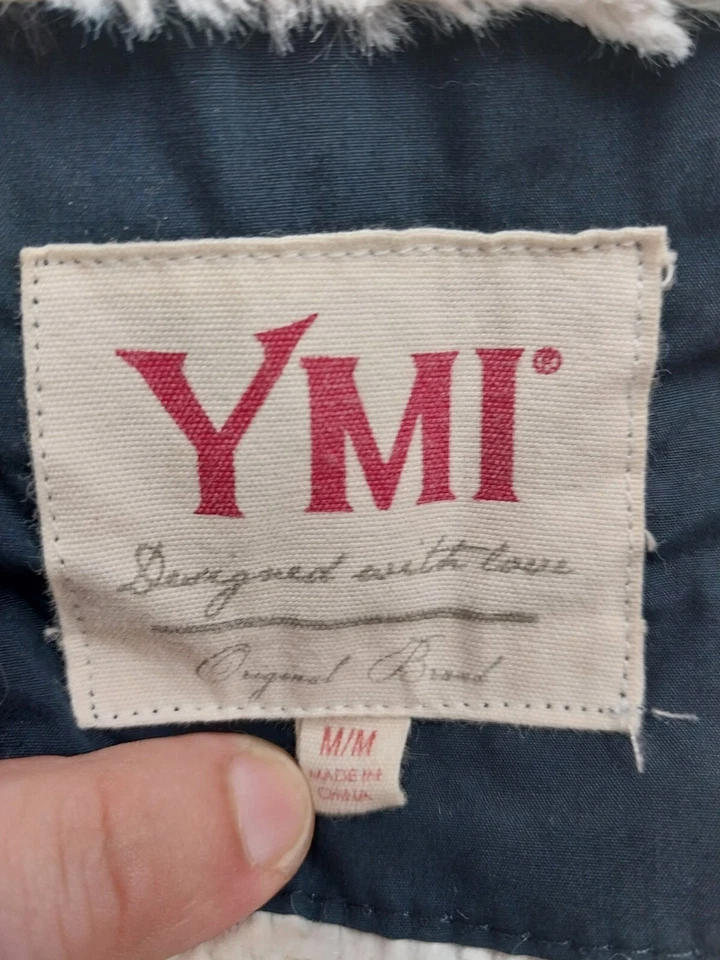 YMI®
Designed with love
Original Brand
M/M
MADE IN
CHINA